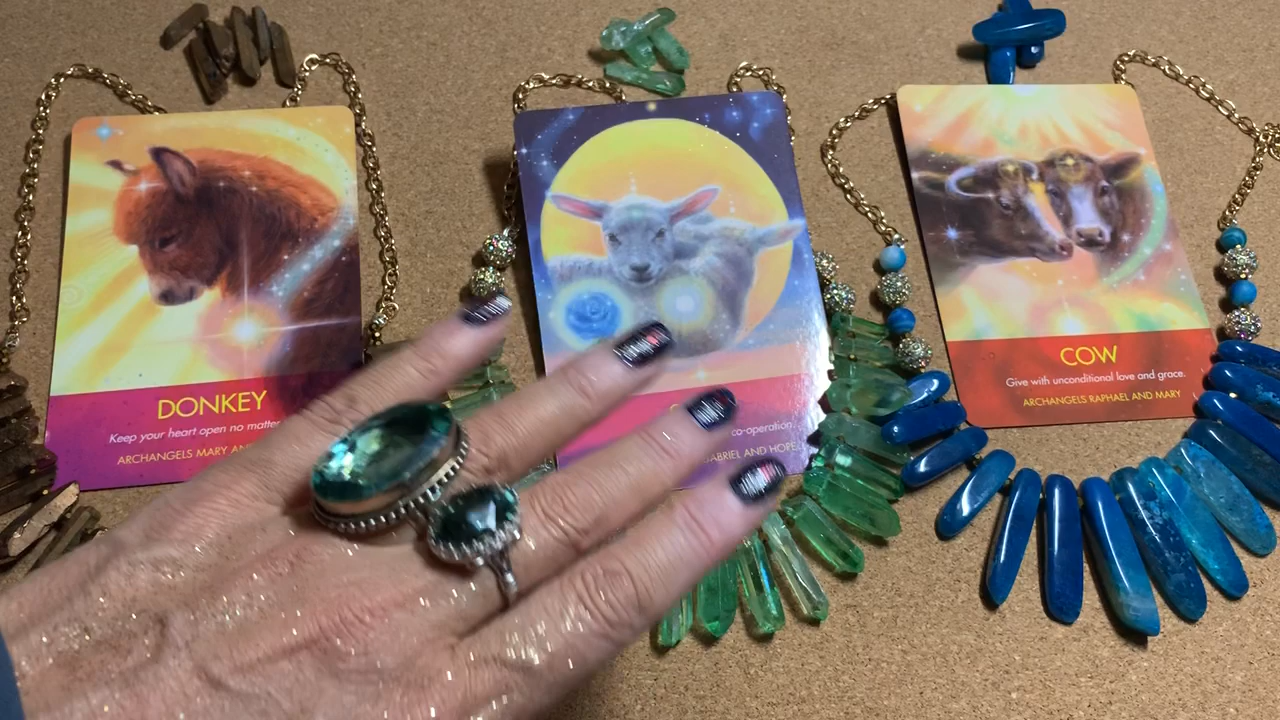 DONKEY
Keep your heart open no matter
ARCHANGELS MARY AN
co-operation.
GABRIEL AND HOPE
COW
Give with unconditional love and grace.
ARCHANGELS RAPHAEL AND MARY